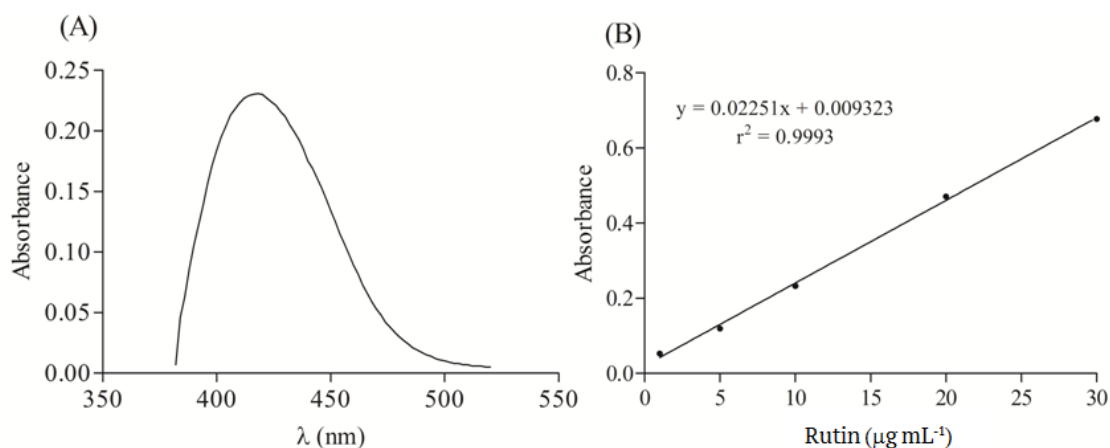 (A)
0.25
0.20
0.15
0.10
0.05
0.00
Absorbance
350 400 450 500 550
λ (nm)
(B)
0.8
0.6
0.4
0.2
0.0
Absorbance
y = 0.02251x + 0.009323
r² = 0.9993
0 5 10 15 20 25 30
Rutin (µg mL⁻¹)